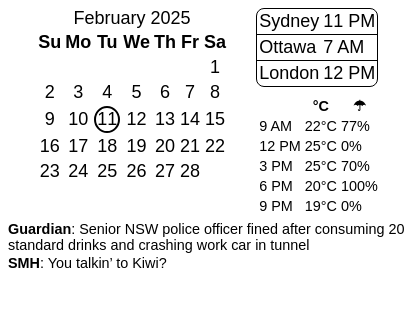 February 2025
Su Mo Tu We Th Fr Sa
1
2 3 4 5 6 7 8
9 10 11 12 13 14 15
16 17 18 19 20 21 22
23 24 25 26 27 28
Sydney 11 PM
Ottawa 7 AM
London 12 PM
°C ☂
9 AM 22°C 77%
12 PM 25°C 0%
3 PM 25°C 70%
6 PM 20°C 100%
9 PM 19°C 0%
Guardian: Senior NSW police officer fined after consuming 20
standard drinks and crashing work car in tunnel
SMH: You talkin’ to Kiwi?